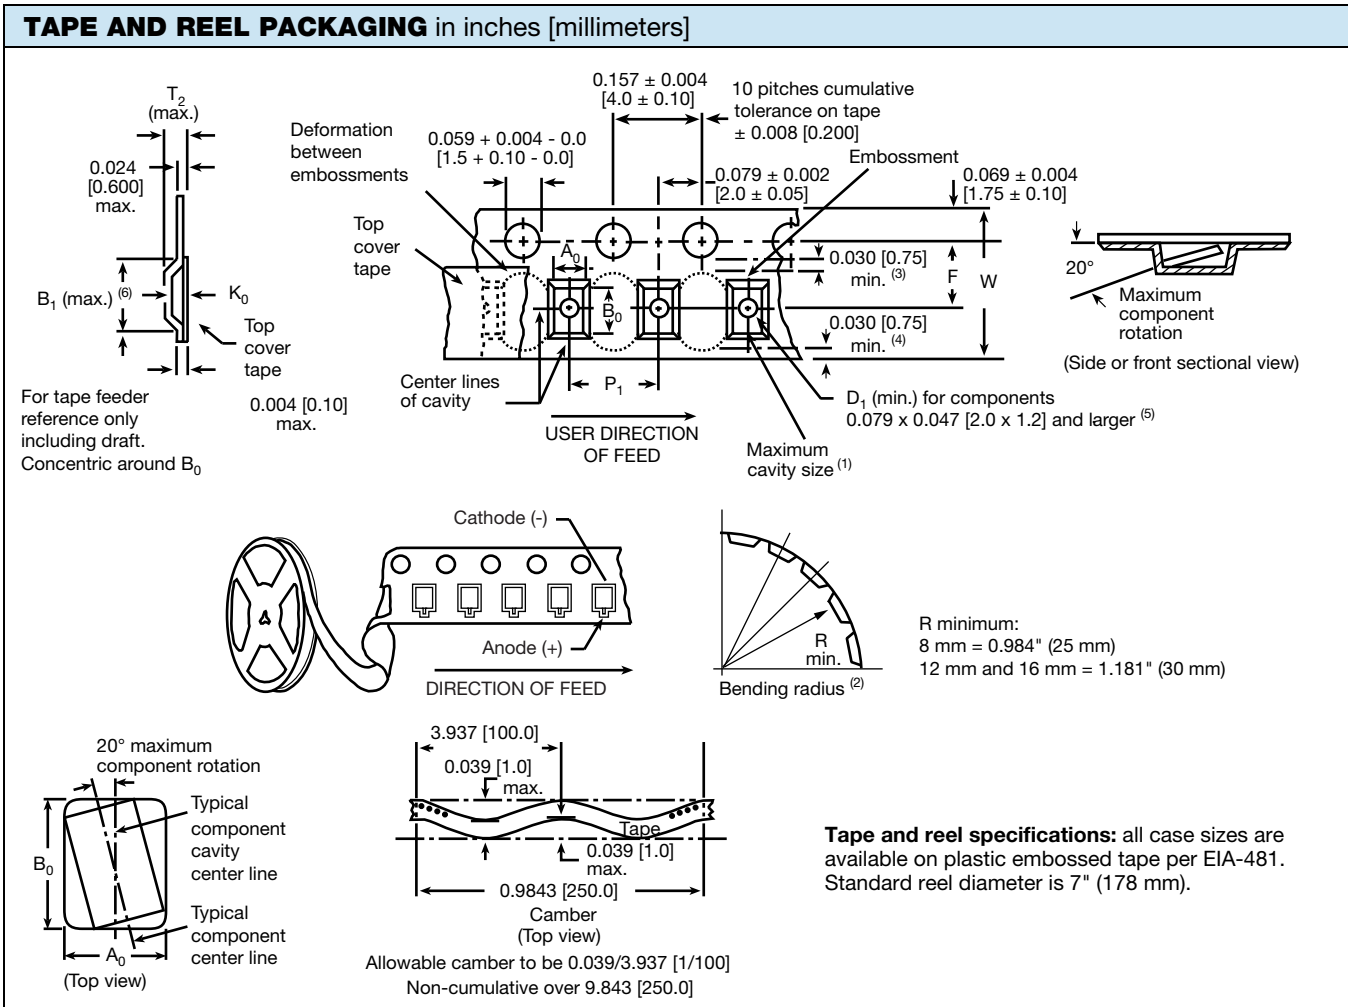 TAPE AND REEL PACKAGING in inches [millimeters]
T2
(max.)
0.024
[0.600]
max.
B1 (max.) (6)
K0
Top
cover
tape
For tape feeder
reference only
including draft.
Concentric around B0
0.004 [0.10]
max.
Deformation
between
embossments
Top
cover
tape
0.059 + 0.004 - 0.0
[1.5 + 0.10 - 0.0]
0.157 ± 0.004
[4.0 ± 0.10]
10 pitches cumulative
tolerance on tape
± 0.008 [0.200]
0.079 ± 0.002
[2.0 ± 0.05]
Embossment
0.069 ± 0.004
[1.75 ± 0.10]
A0
B0
0.030 [0.75]
min. (3)
F
W
0.030 [0.75]
min. (4)
Center lines
of cavity
P1
USER DIRECTION
OF FEED
D1 (min.) for components
0.079 x 0.047 [2.0 x 1.2] and larger (5)
Maximum
cavity size (1)
20°
Maximum
component
rotation
(Side or front sectional view)
Cathode (-)
Anode (+)
DIRECTION OF FEED
R
min.
Bending radius (2)
R minimum:
8 mm = 0.984" (25 mm)
12 mm and 16 mm = 1.181" (30 mm)
20° maximum
component rotation
Typical
component
cavity
center line
B0
Typical
component
center line
A0
(Top view)
3.937 [100.0]
0.039 [1.0]
max.
Tape
0.039 [1.0]
max.
0.9843 [250.0]
Camber
(Top view)
Allowable camber to be 0.039/3.937 [1/100]
Non-cumulative over 9.843 [250.0]
Tape and reel specifications: all case sizes are
available on plastic embossed tape per EIA-481.
Standard reel diameter is 7" (178 mm).